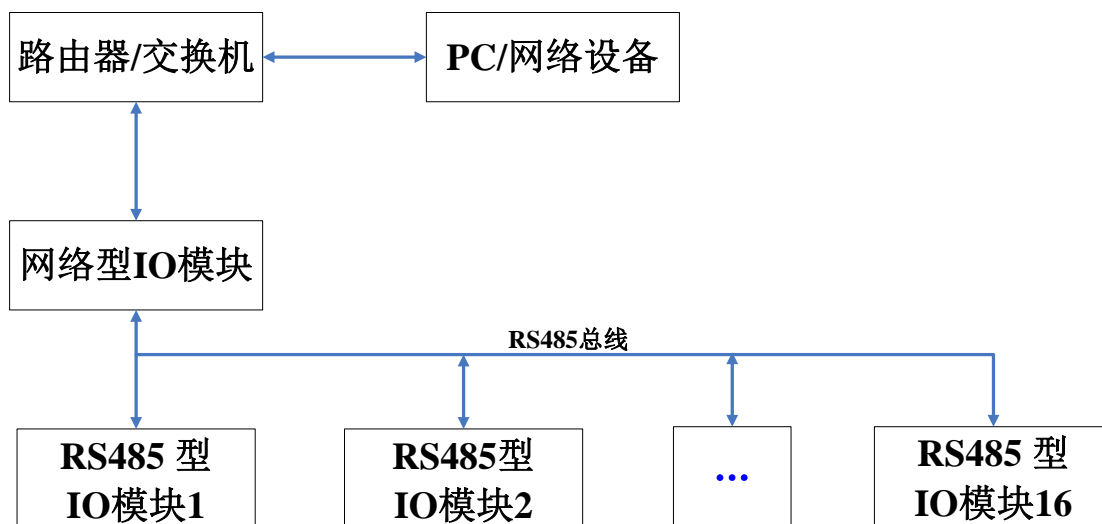 路由器/交换机
PC/网络设备
网络型IO模块
RS485总线
RS485 型
IO模块1
RS485型
IO模块2
...
RS485 型
IO模块16